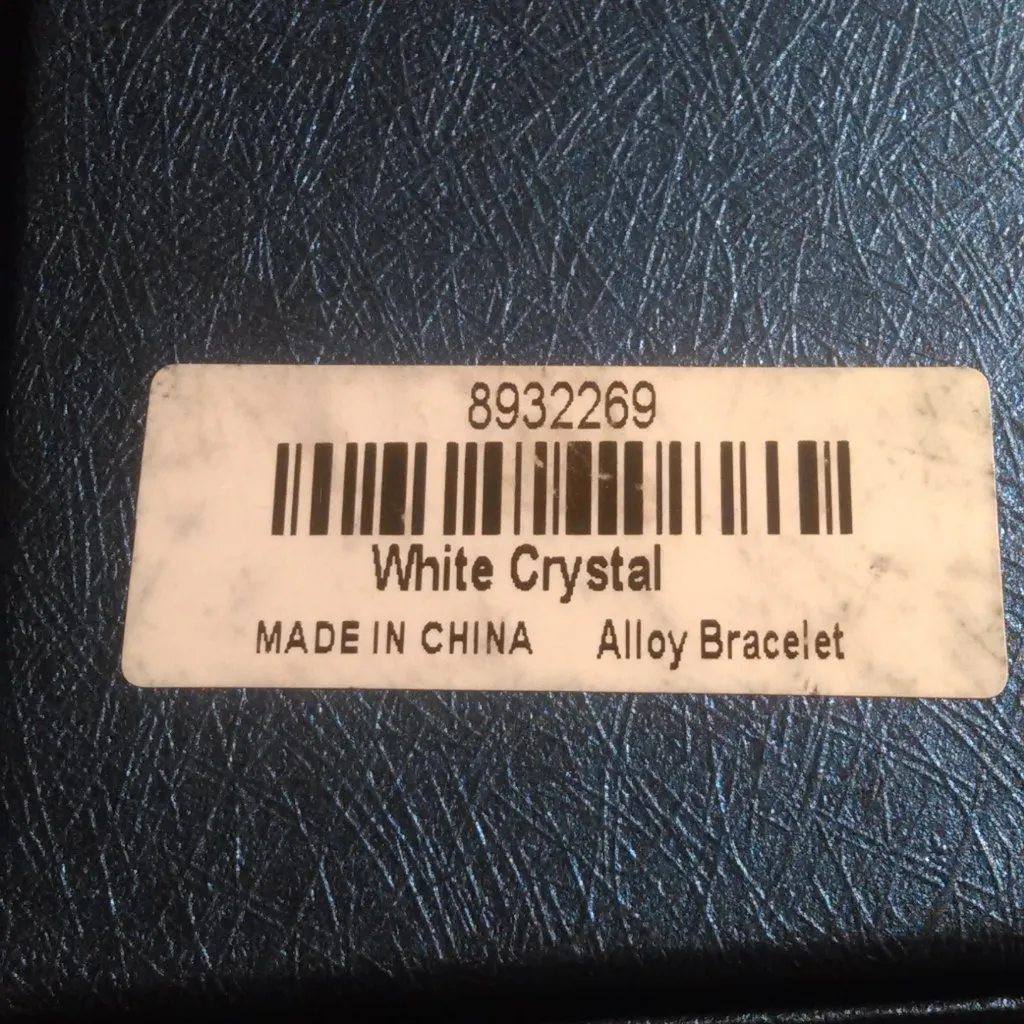 8932269
White Crystal
MADE IN CHINA Alloy Bracelet